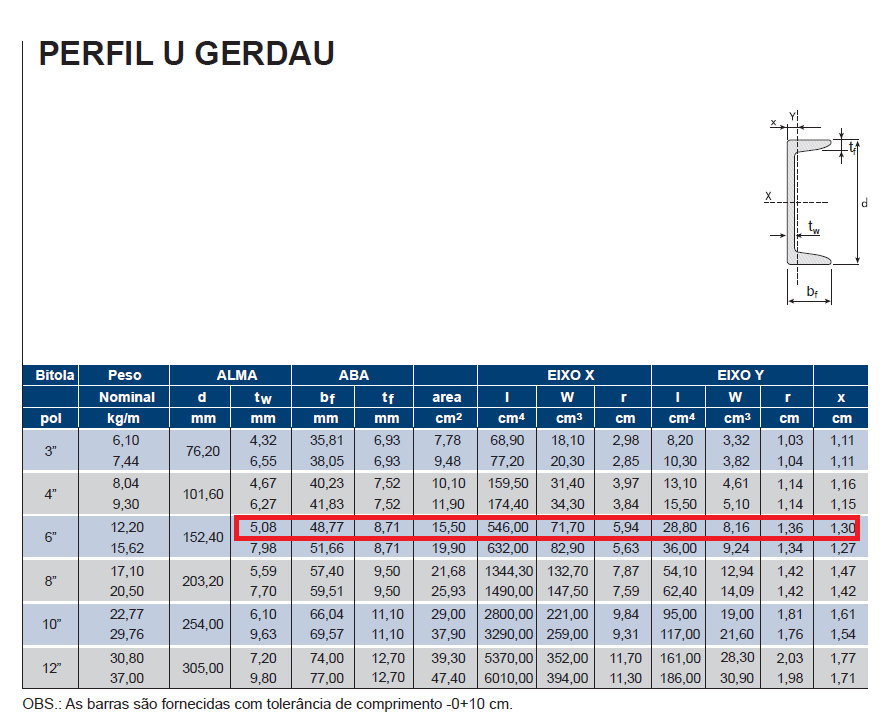 PERFIL U GERDAU
x Y
tf
X
d
tw
bf
Bitola Peso ALMA ABA EIXO X EIXO Y
Nominal d tw bf tf area I W r I W r x
pol kg/m mm mm mm mm cm2 cm4 cm3 cm cm4 cm3 cm cm
3” 6,10 76,20 4,32 35,81 6,93 7,78 68,90 18,10 2,98 8,20 3,32 1,03 1,11
7,44 6,55 38,05 6,93 9,48 77,20 20,30 2,85 10,30 3,82 1,04 1,11
4” 8,04 101,60 4,67 40,23 7,52 10,10 159,50 31,40 3,97 13,10 4,61 1,14 1,16
9,30 6,27 41,83 7,52 11,90 174,40 34,30 3,84 15,50 5,10 1,14 1,15
6” 12,20 152,40 5,08 48,77 8,71 15,50 546,00 71,70 5,94 28,80 8,16 1,36 1,30
15,62 7,98 51,66 8,71 19,90 632,00 82,90 5,63 36,00 9,24 1,34 1,27
8” 17,10 203,20 5,59 57,40 9,50 21,68 1344,30 132,70 7,87 54,10 12,94 1,42 1,47
20,50 7,70 59,51 9,50 25,93 1490,00 147,50 7,59 62,40 14,09 1,42 1,42
10” 22,77 254,00 6,10 66,04 11,10 29,00 2800,00 221,00 9,84 95,00 19,00 1,81 1,61
29,76 9,63 69,57 11,10 37,90 3290,00 259,00 9,31 117,00 21,60 1,76 1,54
12” 30,80 305,00 7,20 74,00 12,70 39,30 5370,00 352,00 11,70 161,00 28,30 2,03 1,77
37,00 9,80 77,00 12,70 47,40 6010,00 394,00 11,30 186,00 30,90 1,98 1,71
OBS.: As barras são fornecidas com tolerância de comprimento -0+10 cm.